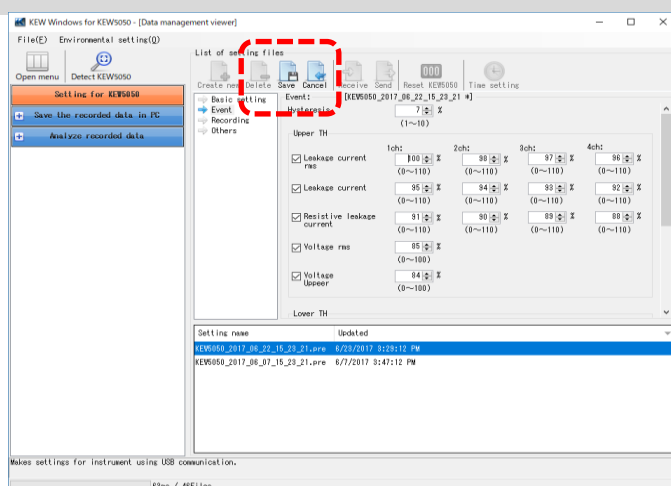 KEW Windows for KEW5050 - [Data management viewer]
File(F) Environmental setting(O)
Open menu Detect KEW5050
List of setting files
Create new Delete Save Cancel Receive Send Reset KEW5050 Time setting
Setting for KEW5050
Save the recorded data in PC
Analyze recorded data
Basic setting
Event
Recording
Others
Event: [KEW5050_2017_06_22_15_23_21 *]
Hysteresis 7 %
(1~10)
Upper TH
1ch: 2ch: 3ch: 4ch:
Leakage current rms 100 % 98 % 97 % 96 %
(0~110) (0~110) (0~110) (0~110)
Leakage current 95 % 94 % 93 % 92 %
(0~110) (0~110) (0~110) (0~110)
Resistive leakage current 91 % 90 % 89 % 88 %
(0~110) (0~110) (0~110) (0~110)
Voltage rms 85 %
(0~100)
Voltage Uppeer 84 %
(0~100)
Lower TH
Setting name Updated
KEW5050_2017_06_22_15_23_21.pre 6/23/2017 3:29:12 PM
KEW5050_2017_06_07_15_23_21.pre 6/7/2017 3:47:12 PM
Makes settings for instrument using USB communication.